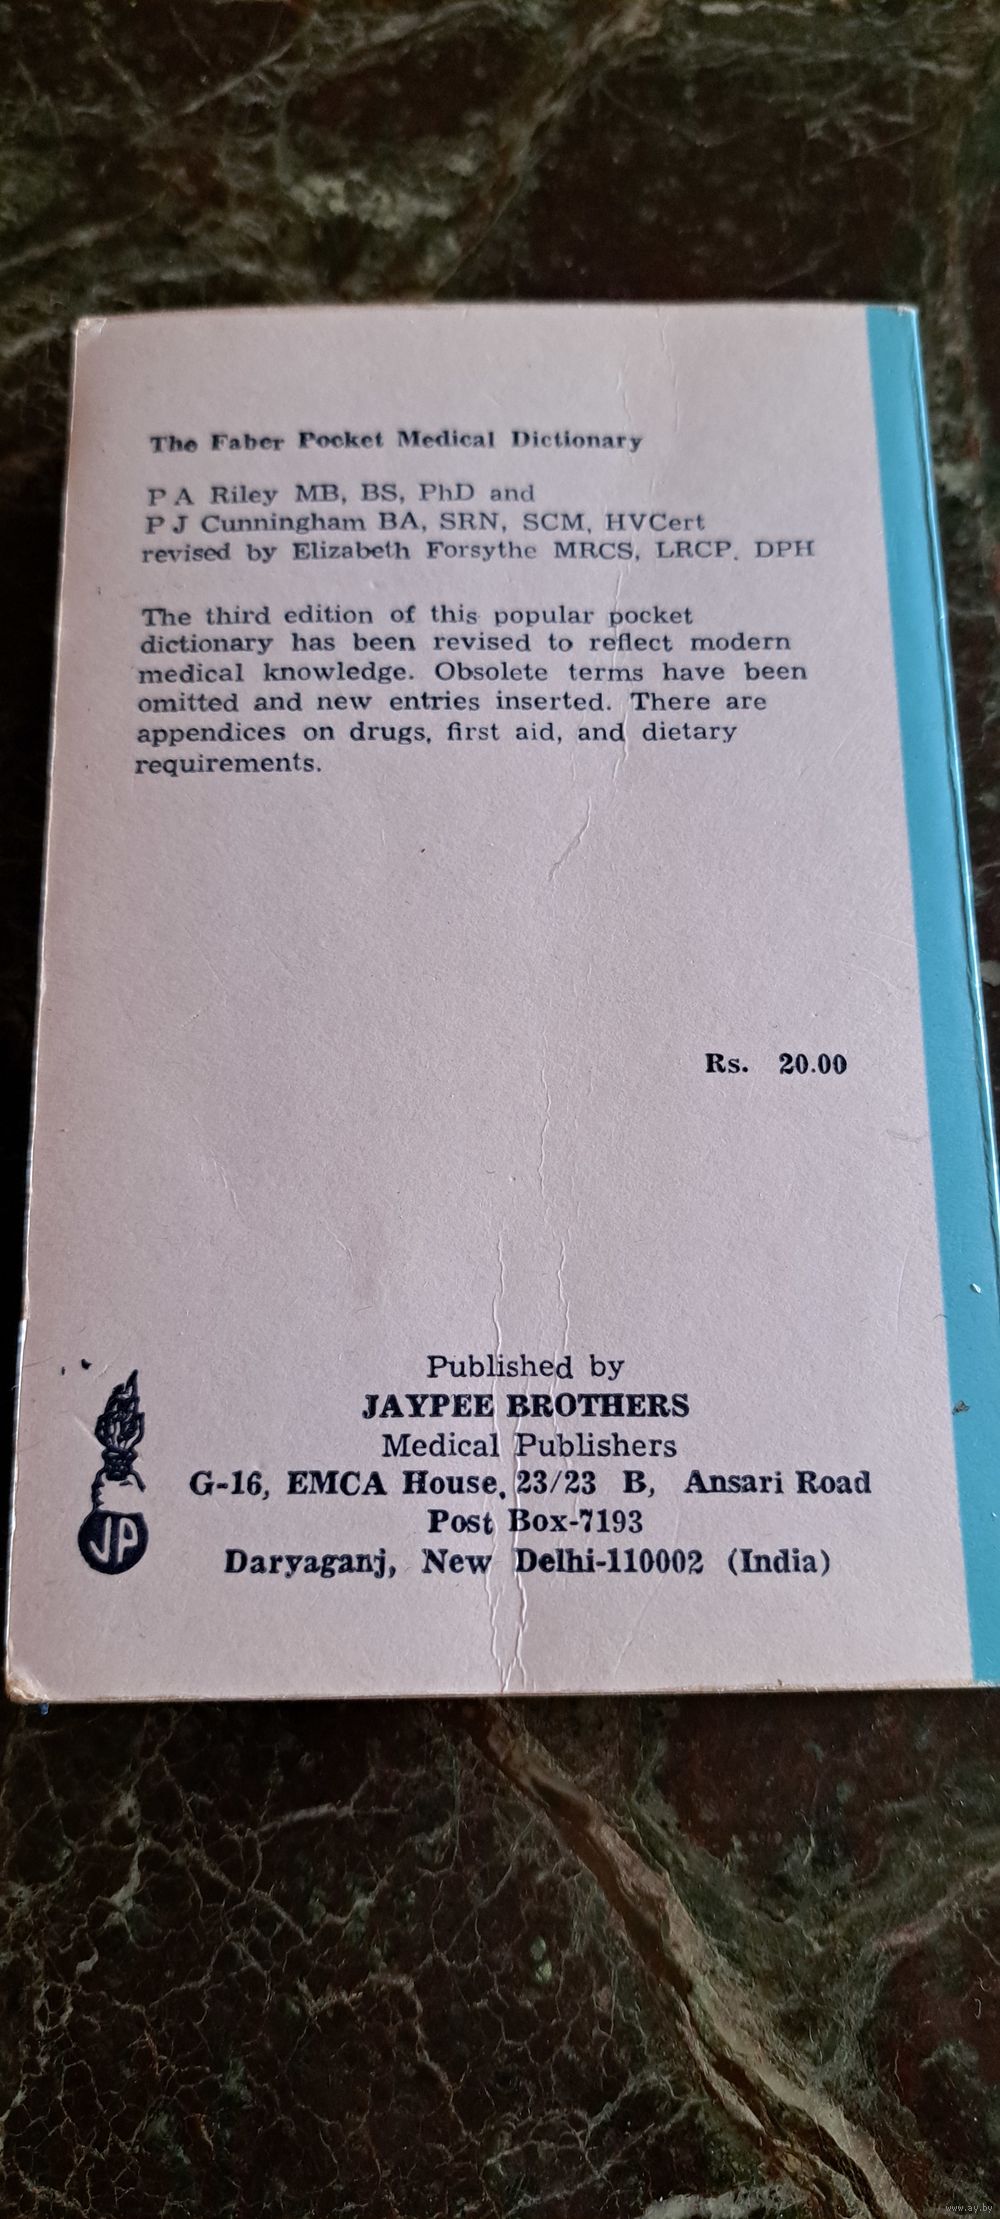 The Faber Pocket Medical Dictionary
P A Riley MB, BS, PhD and
P J Cunningham BA, SRN, SCM, HVCert
revised by Elizabeth Forsythe MRCS, LRCP, DPH
The third edition of this popular pocket
dictionary has been revised to reflect modern
medical knowledge. Obsolete terms have been
omitted and new entries inserted. There are
appendices on drugs, first aid, and dietary
requirements.
Rs. 20.00
Published by
JAYPEE BROTHERS
Medical Publishers
G-16, EMCA House, 23/23 B, Ansari Road
Post Box-7193
Daryaganj, New Delhi-110002 (India)
JP
www.ay.by